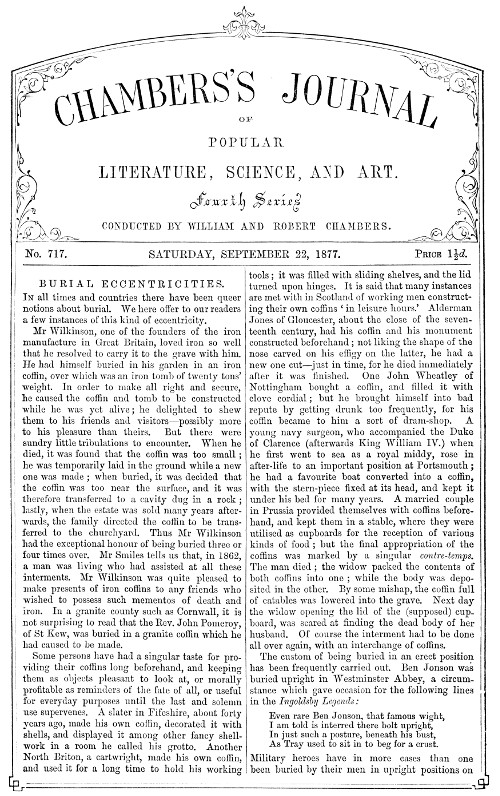 CHAMBERS'S JOURNAL
OF
POPULAR
LITERATURE, SCIENCE, AND ART.
Fourth Series
CONDUCTED BY WILLIAM AND ROBERT CHAMBERS.
No. 717.
SATURDAY, SEPTEMBER 22, 1877.
PRICE 1½d.
BURIAL ECCENTRICITIES.
In all times and countries there have been queer
notions about burial. We here offer to our readers
a few instances of this kind of eccentricity.
Mr Wilkinson, one of the founders of the iron
manufacture in Great Britain, loved iron so well
that he resolved to carry it to the grave with him.
He had himself buried in his garden in an iron
coffin, over which was an iron tomb of twenty tons'
weight. In order to make all right and secure,
he caused the coffin and tomb to be constructed
while he was yet alive; he delighted to shew
them to his friends and visitors—possibly more
to his pleasure than theirs. But there were
sundry little tribulations to encounter. When he
died, it was found that the coffin was too small;
he was temporarily laid in the ground while a new
one was made; when buried, it was decided that
the coffin was too near the surface, and it was
therefore transferred to a cavity dug in a rock;
lastly, when the estate was sold many years after-
wards, the family directed the coffin to be trans-
ferred to the churchyard. Thus Mr Wilkinson
had the exceptional honour of being buried three or
four times over. Mr Smiles tells us that, in 1862,
a man was living who had assisted at all these
interments. Mr Wilkinson was quite pleased to
make presents of iron coffins to any friends who
wished to possess such mementos of death and
iron. In a granite county such as Cornwall, it is
not surprising to read that the Rev. John Pomeroy,
of St Kew, was buried in a granite coffin which he
had caused to be made.
Some persons have had a singular taste for pro-
viding their coffins long beforehand, and keeping
them as objects pleasant to look at, or morally
profitable as reminders of the fate of all, or useful
for everyday purposes until the last and solemn
use supervenes. A slater in Fifeshire, about forty
years ago, made his own coffin, decorated it with
shells, and displayed it among other fancy shell-
work in a room he called his grotto. Another
North Briton, a cartwright, made his own coffin,
and used it for a long time to hold his working
tools; it was filled with sliding shelves, and the lid
turned upon hinges. It is said that many instances
are met with in Scotland of working men construct-
ing their own coffins 'in leisure hours.' Alderman
Jones of Gloucester, about the close of the seven-
teenth century, had his coffin and his monument
constructed beforehand; not liking the shape of the
nose carved on his effigy on the latter, he had a
new one cut—just in time, for he died immediately
after it was finished. One John Wheatley of
Nottingham bought a coffin, and filled it with
clove cordial; but he brought himself into bad
repute by getting drunk too frequently, for his
coffin became to him a sort of dram-shop. A
young navy surgeon, who accompanied the Duke
of Clarence (afterwards King William IV.) when
he first went to sea as a royal middy, rose in
after-life to an important position at Portsmouth;
he had a favourite boat converted into a coffin,
with the stern-piece fixed at its head, and kept it
under his bed for many years. A married couple
in Prussia provided themselves with coffins before-
hand, and kept them in a stable, where they were
utilised as cupboards for the reception of various
kinds of food; but the final appropriation of the
coffins was marked by a singular contre-temps.
The man died; the widow packed the contents of
both coffins into one; while the body was depo-
sited in the other. By some mishap, the coffin full
of eatables was lowered into the grave. Next day
the widow opening the lid of the (supposed) cup-
board, was scared at finding the dead body of her
husband. Of course the interment had to be done
all over again, with an interchange of coffins.
The custom of being buried in an erect position
has been frequently carried out. Ben Jonson was
buried upright in Westminster Abbey, a circum-
stance which gave occasion for the following lines
in the Ingoldsby Legends:
Even rare Ben Jonson, that famous wight,
I am told is interred there bolt upright,
In just such a posture, beneath his bust,
As Tray used to sit in to beg for a crust.
Military heroes have in more cases than one
been buried by their men in upright positions on